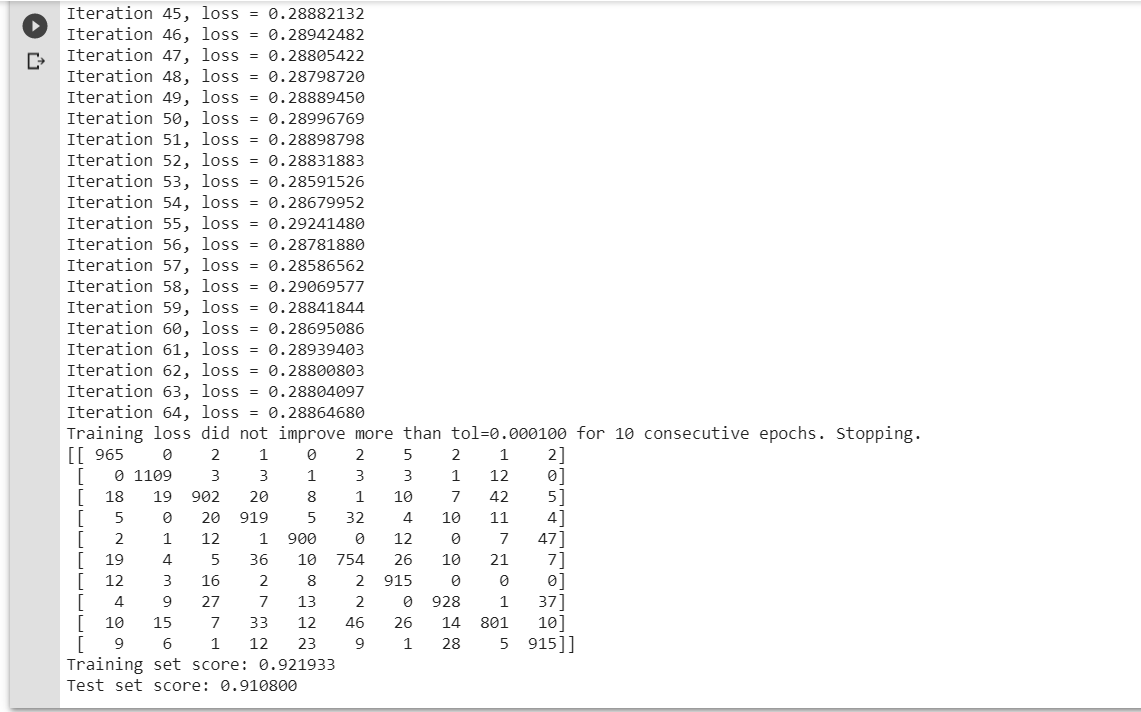 Iteration 45, loss = 0.28882132
Iteration 46, loss = 0.28942482
Iteration 47, loss = 0.28805422
Iteration 48, loss = 0.28798720
Iteration 49, loss = 0.28889450
Iteration 50, loss = 0.28996769
Iteration 51, loss = 0.28898798
Iteration 52, loss = 0.28831883
Iteration 53, loss = 0.28591526
Iteration 54, loss = 0.28679952
Iteration 55, loss = 0.29241480
Iteration 56, loss = 0.28781880
Iteration 57, loss = 0.28586562
Iteration 58, loss = 0.29069577
Iteration 59, loss = 0.28841844
Iteration 60, loss = 0.28695086
Iteration 61, loss = 0.28939403
Iteration 62, loss = 0.28800803
Iteration 63, loss = 0.28804097
Iteration 64, loss = 0.28864680
Training loss did not improve more than tol=0.000100 for 10 consecutive epochs. Stopping.
[[ 965    0    2    1    0    2    5    2    1    2]
 [   0 1109    3    3    1    3    3    1   12    0]
 [  18   19  902   20    8    1   10    7   42    5]
 [   5    0   20  919    5   32    4   10   11    4]
 [   2    1   12    1  900    0   12    0    7   47]
 [  19    4    5   36   10  754   26   10   21    7]
 [  12    3   16    2    8    2  915    0    0    0]
 [   4    9   27    7   13    2    0  928    1   37]
 [  10   15    7   33   12   46   26   14  801   10]
 [   9    6    1   12   23    9    1   28    5  915]]
Training set score: 0.921933
Test set score: 0.910800